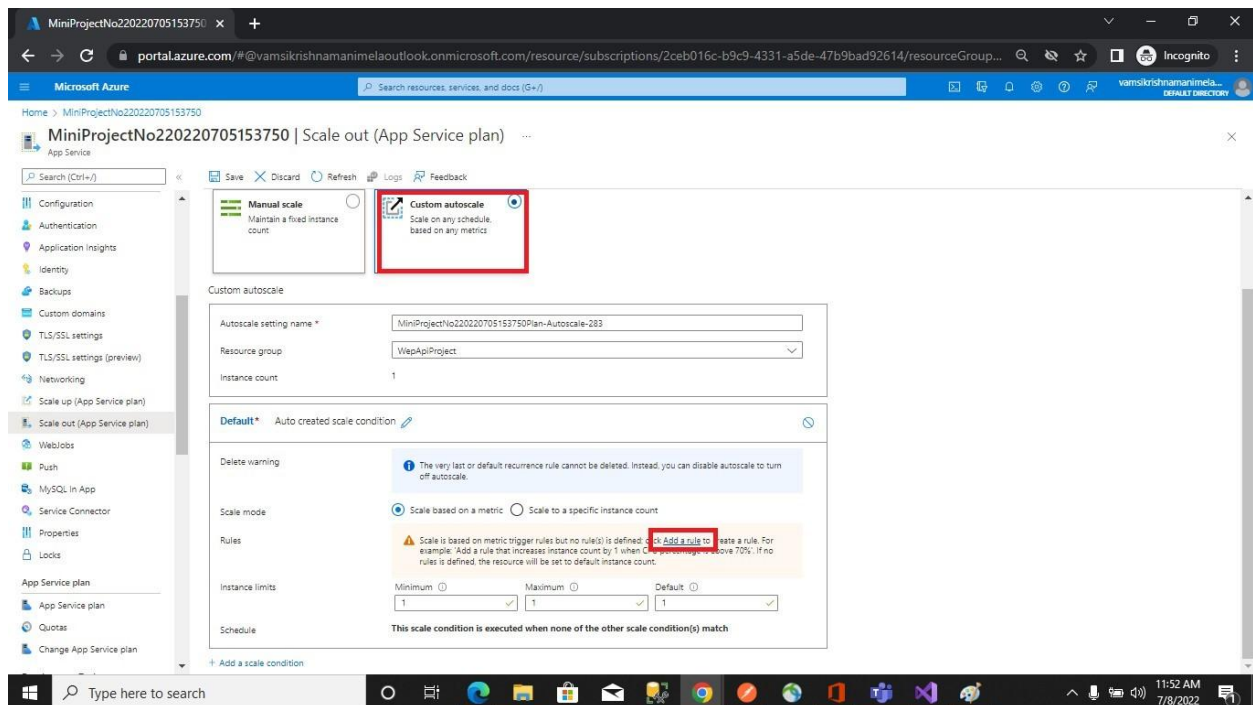 MiniProjectNo220220705153750
portal.azure.com/#@vamsikrishnamanimelaoutlook.onmicrosoft.com/resource/subscriptions/2ceb016c-b9c9-4331-a5de-47b9bad92614/resourceGroup...
Incognito
Microsoft Azure
Search resources, services, and docs (G+/)
vamsikrishnamanimela...
DEFAULT DIRECTORY
Home > MiniProjectNo220220705153750
MiniProjectNo220220705153750 | Scale out (App Service plan) ...
App Service
Search (Ctrl+/)
Save Discard Refresh Logs Feedback
Configuration
Authentication
Application Insights
Identity
Backups
Custom domains
TLS/SSL settings
TLS/SSL settings (preview)
Networking
Scale up (App Service plan)
Scale out (App Service plan)
WebJobs
Push
MySQL In App
Service Connector
Properties
Locks
App Service plan
App Service plan
Quotas
Change App Service plan
Manual scale
Maintain a fixed instance
count
Custom autoscale
Scale on any schedule,
based on any metrics
Custom autoscale
Autoscale setting name *
MiniProjectNo220220705153750Plan-Autoscale-283
Resource group
WepApiProject
Instance count
1
Default* Auto created scale condition
Delete warning
The very last or default recurrence rule cannot be deleted. Instead, you can disable autoscale to turn
off autoscale.
Scale mode
Scale based on a metric Scale to a specific instance count
Rules
Scale is based on metric trigger rules but no rule(s) is defined; Add a rule to create a rule. For
example: 'Add a rule that increases instance count by 1 when percentage above 70%'. If no
rules is defined, the resource will be set to default instance count.
Instance limits
Minimum Maximum Default
1 1 1
Schedule
This scale condition is executed when none of the other scale condition(s) match
+ Add a scale condition
Type here to search
11:52 AM
7/8/2022